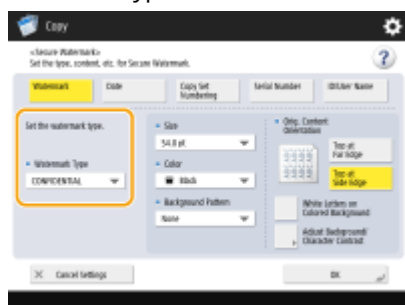 Copy
<Secure Watermark>
Set the type, content, etc. for Secure Watermark.
?
Watermark
Code
Copy Set
Numbering
Serial Number
ID/User Name
Set the watermark type.
Watermark Type
CONFIDENTIAL
Size
54.0 pt
Color
Black
Background Pattern
None
Orig. Content
Orientation
Top at
Far Edge
Top at
Side Edge
White Letters on
Colored Background
Adjust Background/
Character Contrast
Cancel Settings
OK